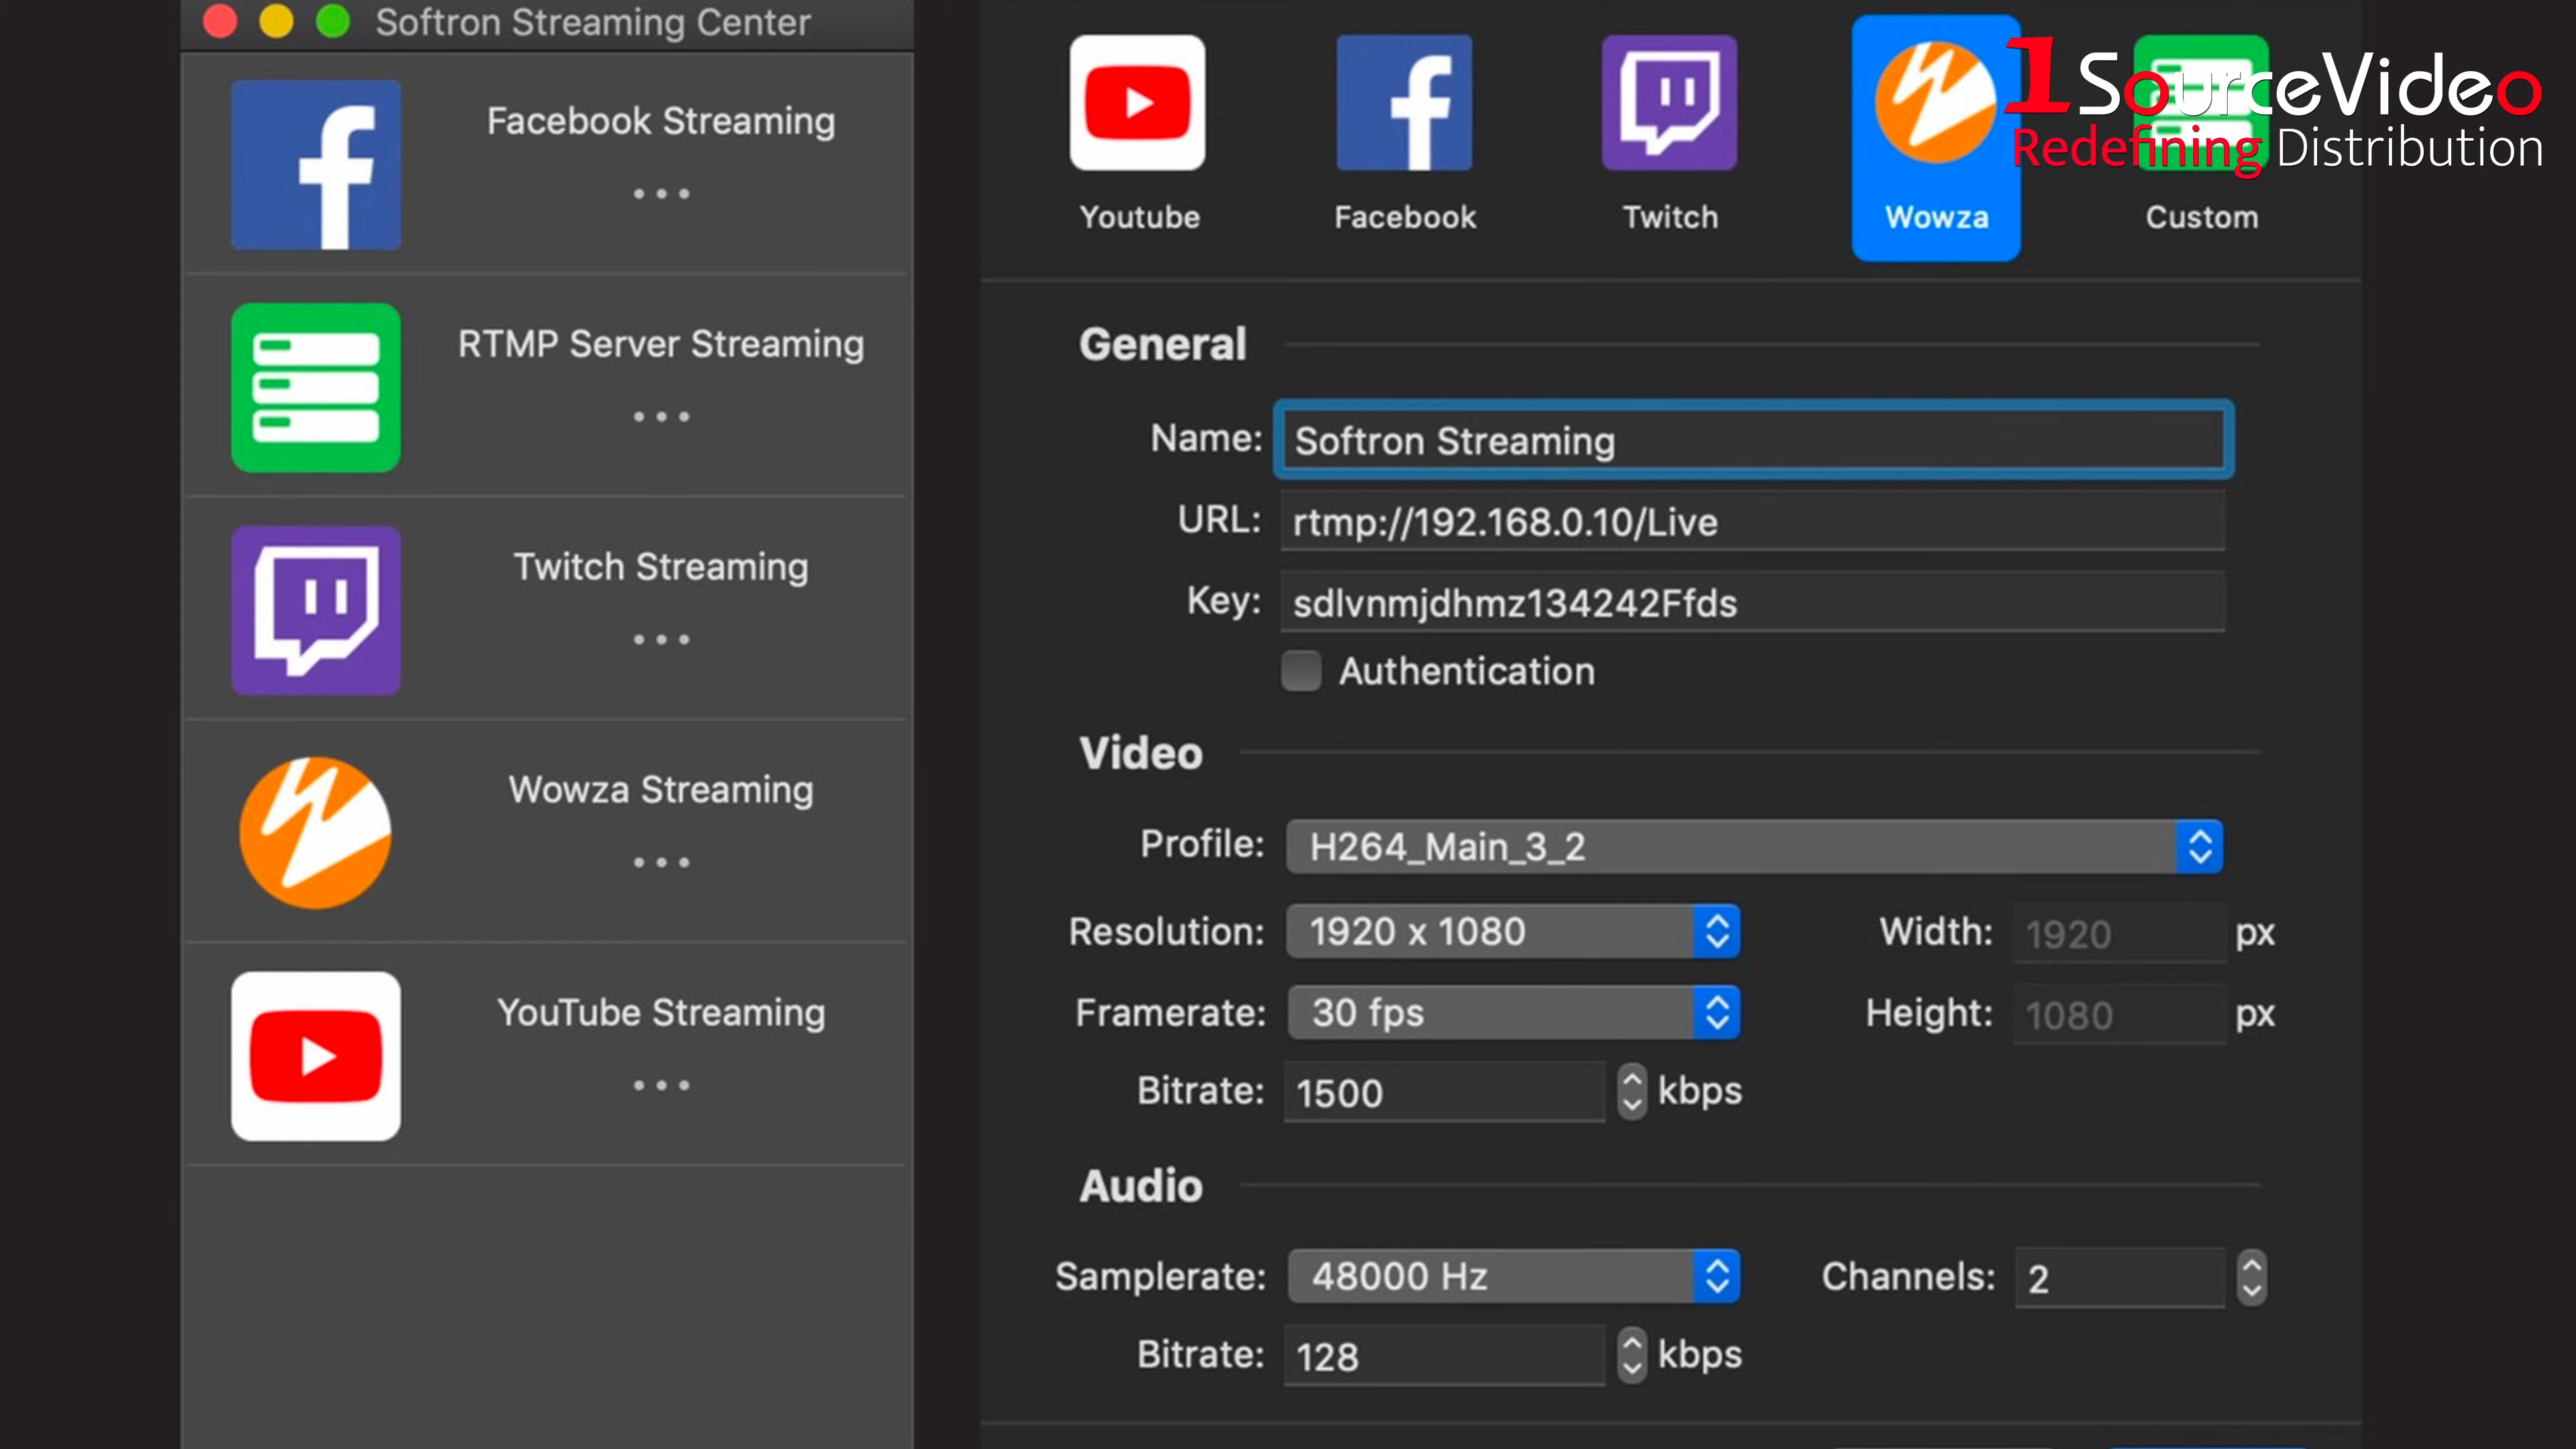 Softron Streaming Center
Facebook Streaming
RTMP Server Streaming
Twitch Streaming
Wowza Streaming
YouTube Streaming
1SourceVideo
Redefining Distribution
Youtube Facebook Twitch Wowza Custom
General
Name: Softron Streaming
URL: rtmp://192.168.0.10/Live
Key: sdlvnmjdhmz134242Ffds
Authentication
Video
Profile: H264_Main_3_2
Resolution: 1920 x 1080 Width: 1920 px
Framerate: 30 fps Height: 1080 px
Bitrate: 1500 kbps
Audio
Samplerate: 48000 Hz Channels: 2
Bitrate: 128 kbps